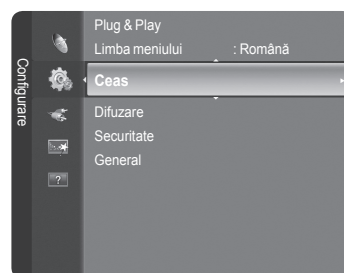 Configurare
Plug & Play
Limba meniului : Română
Ceas
Difuzare
Securitate
General
?